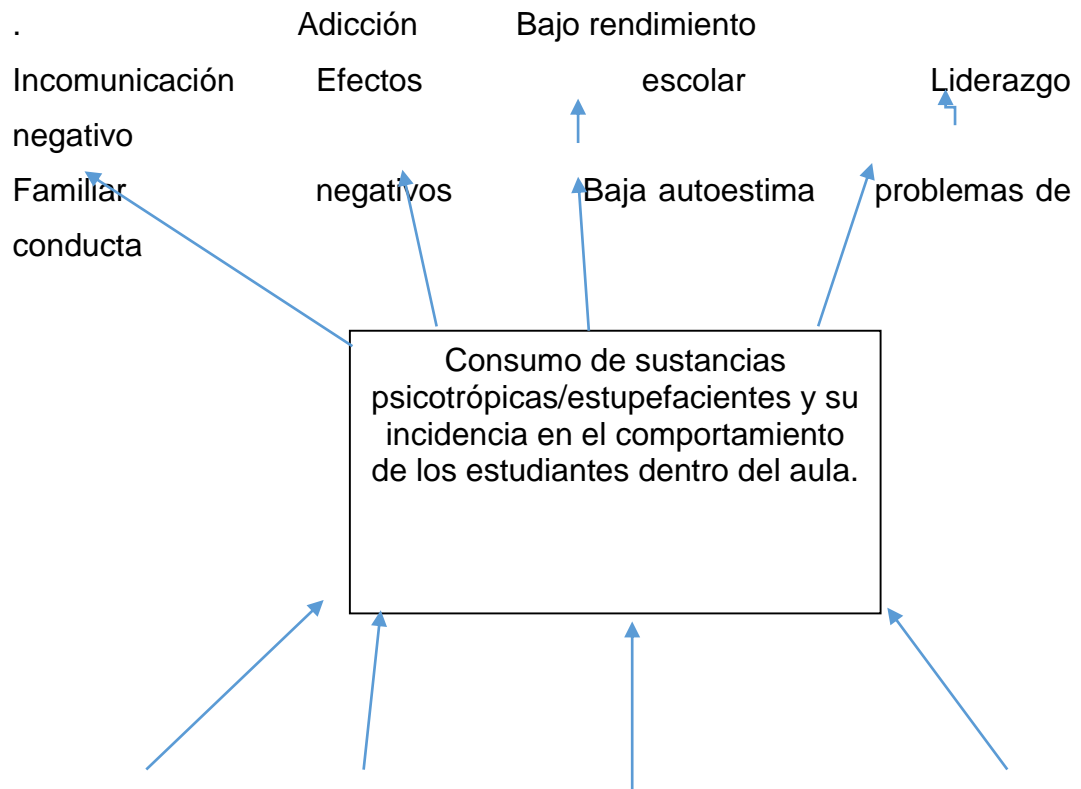 . Adicción Bajo rendimiento
Incomunicación Efectos escolar Liderazgo
negativo
Familiar negativos Baja autoestima problemas de
conducta
Consumo de sustancias
psicotrópicas/estupefacientes y su
incidencia en el comportamiento
de los estudiantes dentro del aula.